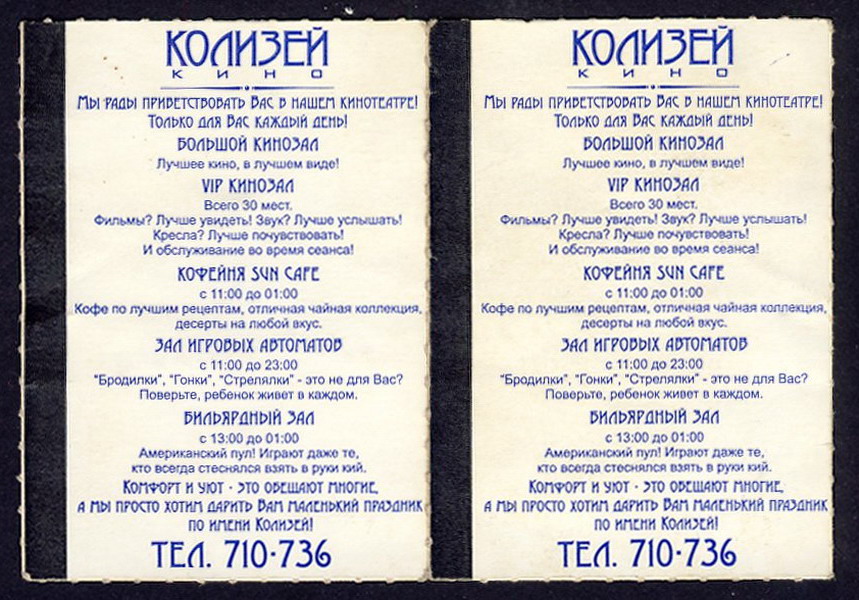 КОЛИЗЕЙ
КИНО
Мы рады приветствовать Вас в нашем кинотеатре!
Только для Вас каждый день!
БОЛЬШОЙ КИНОЗАЛ
Лучшее кино, в лучшем виде!
VIP КИНОЗАЛ
Всего 30 мест.
Фильмы? Лучше увидеть! Звук? Лучше услышать!
Кресла? Лучше почувствовать!
И обслуживание во время сеанса!
КОФЕЙНЯ SUN CAFE
с 11:00 до 01:00
Кофе по лучшим рецептам, отличная чайная коллекция,
десерты на любой вкус.
ЗАЛ ИГРОВЫХ АВТОМАТОВ
с 11:00 до 23:00
"Бродилки", "Гонки", "Стрелялки" - это не для Вас?
Поверьте, ребенок живет в каждом.
БИЛЬЯРДНЫЙ ЗАЛ
с 13:00 до 01:00
Американский пул! Играют даже те,
кто всегда стеснялся взять в руки кий.
Комфорт и уют - это обещают многие,
а мы просто хотим дарить Вам маленький праздник
по имени Колизей!
ТЕЛ. 710-736
КОЛИЗЕЙ
КИНО
Мы рады приветствовать Вас в нашем кинотеатре!
Только для Вас каждый день!
БОЛЬШОЙ КИНОЗАЛ
Лучшее кино, в лучшем виде!
VIP КИНОЗАЛ
Всего 30 мест.
Фильмы? Лучше увидеть! Звук? Лучше услышать!
Кресла? Лучше почувствовать!
И обслуживание во время сеанса!
КОФЕЙНЯ SUN CAFE
с 11:00 до 01:00
Кофе по лучшим рецептам, отличная чайная коллекция,
десерты на любой вкус.
ЗАЛ ИГРОВЫХ АВТОМАТОВ
с 11:00 до 23:00
"Бродилки", "Гонки", "Стрелялки" - это не для Вас?
Поверьте, ребенок живет в каждом.
БИЛЬЯРДНЫЙ ЗАЛ
с 13:00 до 01:00
Американский пул! Играют даже те,
кто всегда стеснялся взять в руки кий.
Комфорт и уют - это обещают многие,
а мы просто хотим дарить Вам маленький праздник
по имени Колизей!
ТЕЛ. 710-736